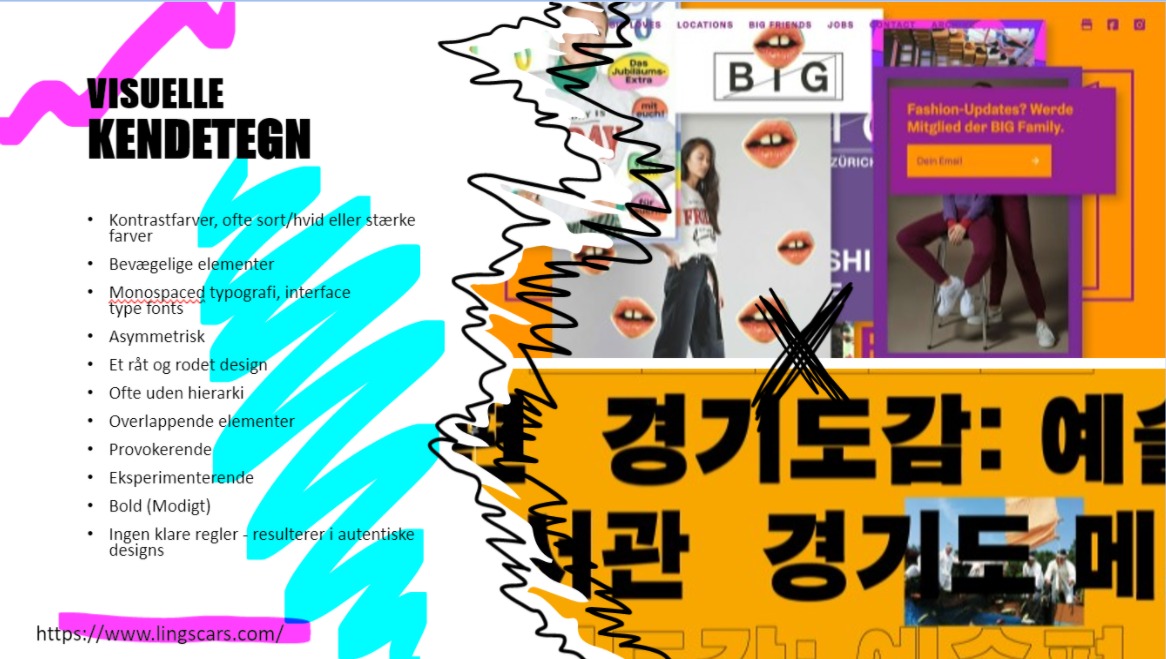 VISUELLE
KENDETEGN
• Kontrastfarver, ofte sort/hvid eller stærke
farver
• Bevægelige elementer
• Monospaced typografi, interface
type fonts
• Asymmetrisk
• Et råt og rodet design
• Ofte uden hierarki
• Overlappende elementer
• Provokerende
• Eksperimenterende
• Bold (Modigt)
• Ingen klare regler - resulterer i autentiske
designs
https://www.lingscars.com/
LOCATIONS BIG FRIENDS JOBS
Das
Jubiläums-
Extra
mit
euch!
BIG
Fashion-Updates? Werde
Mitglied der BIG Family.
Dein Email
ZÜRICH
für
SHI
경기도감: 예술
관 경기도 메